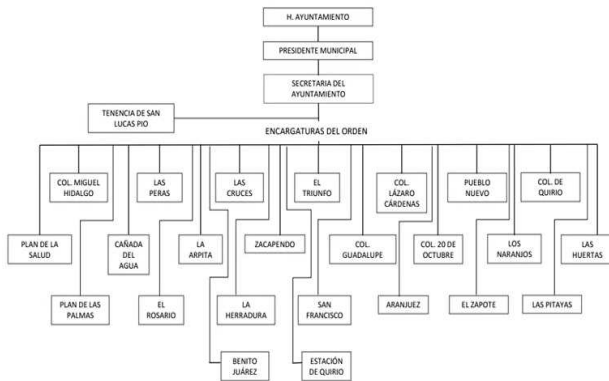 H. AYUNTAMIENTO
PRESIDENTE MUNICIPAL
SECRETARIA DEL
AYUNTAMIENTO
TENENCIA DE SAN
LUCAS PIO
ENCARGATURAS DEL ORDEN
COL. MIGUEL
HIDALGO
LAS
PERAS
LAS
CRUCES
EL
TRIUNFO
COL.
LÁZARO
CÁRDENAS
PUEBLO
NUEVO
COL. DE
QUIRIO
PLAN DE LA
SALUD
CAÑADA
DEL
AGUA
LA
ARPITA
ZACAPENDO
COL.
GUADALUPE
COL. 20 DE
OCTUBRE
LOS
NARANJOS
LAS
HUERTAS
PLAN DE LAS
PALMAS
EL
ROSARIO
LA
HERRADURA
SAN
FRANCISCO
ARANJUEZ
EL ZAPOTE
LAS PITAYAS
BENITO
JUÁREZ
ESTACIÓN
DE QUIRIO